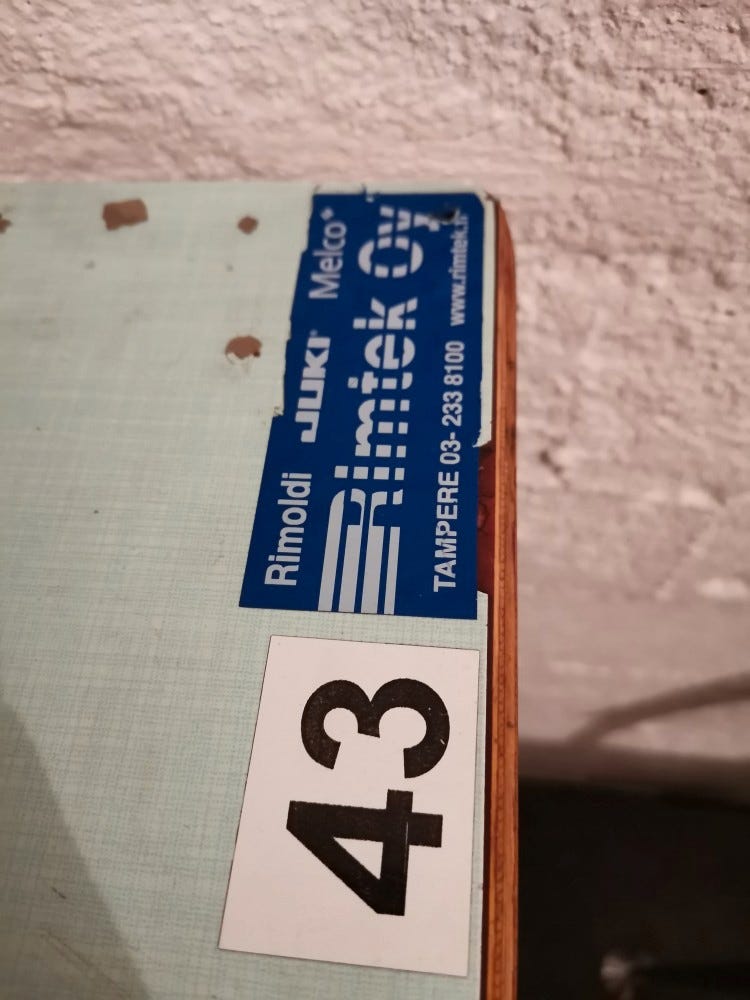 Rimoldi JUKI Melco+
Rimtek Oy
TAMPERE 03- 233 8100 www.rimtek.fi
43